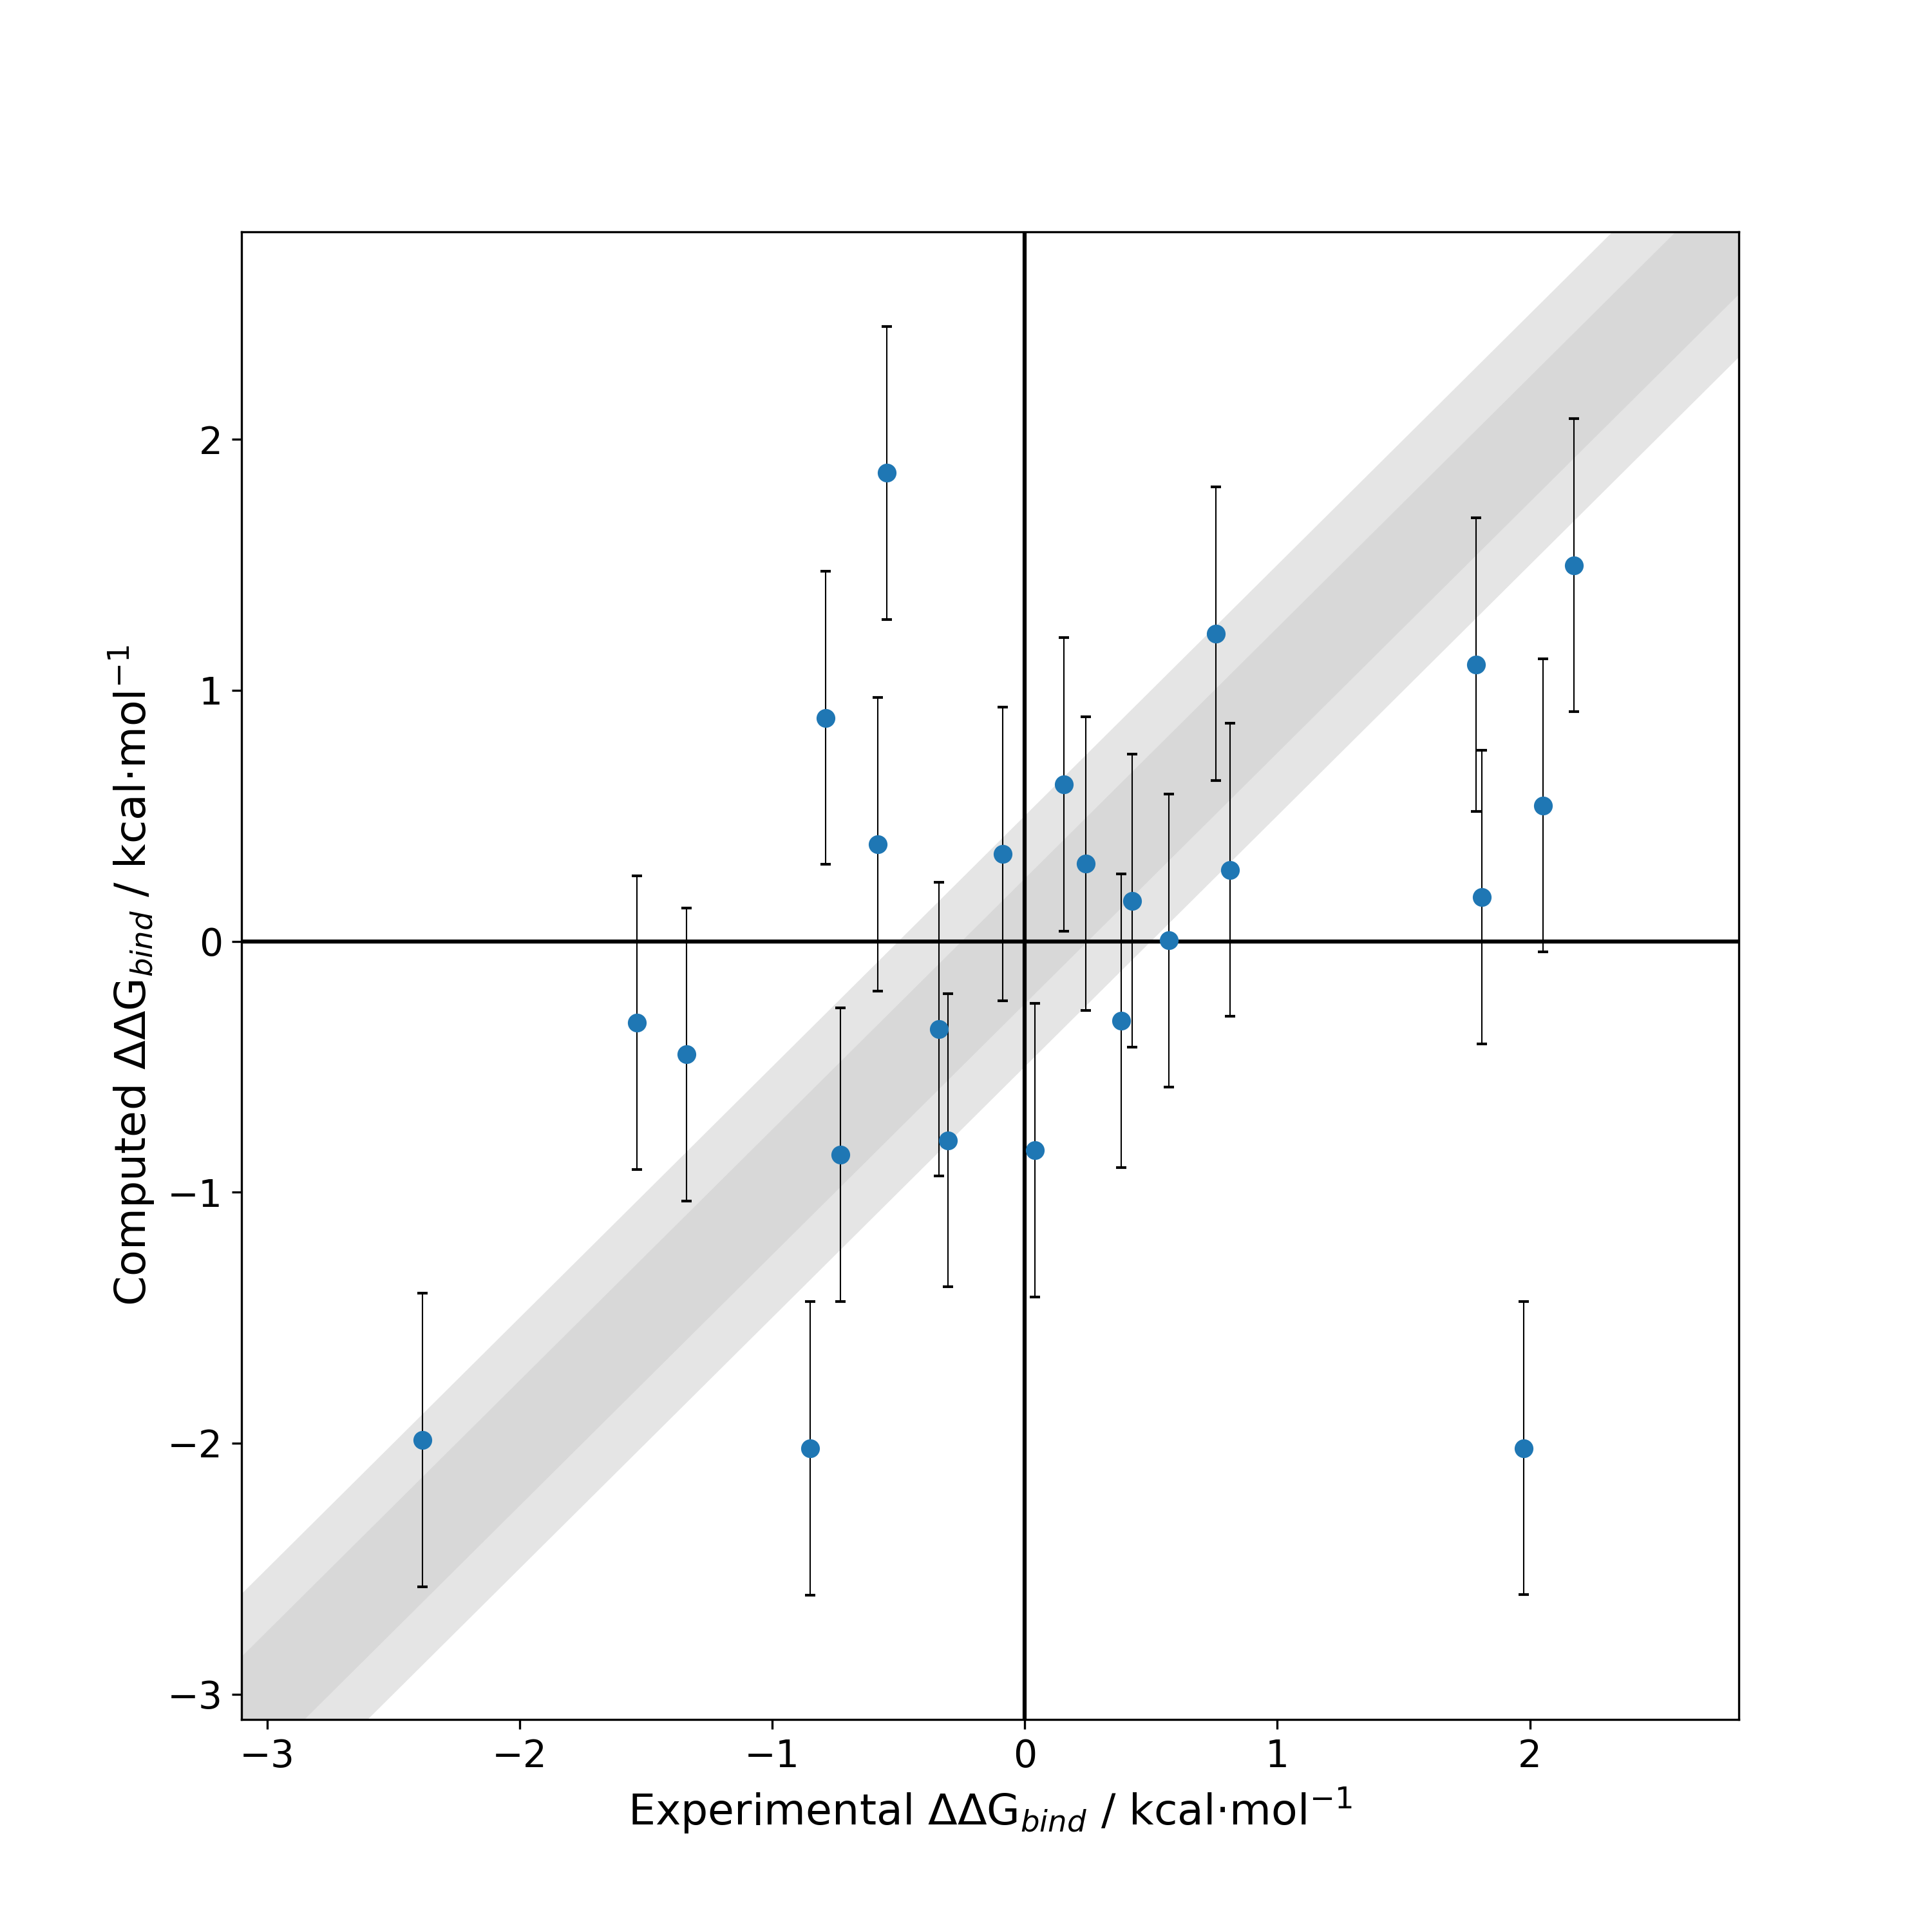 Computed ΔΔG_bind / kcal·mol⁻¹
2
1
0
−1
−2
−3
−3 −2 −1 0 1 2
Experimental ΔΔG_bind / kcal·mol⁻¹